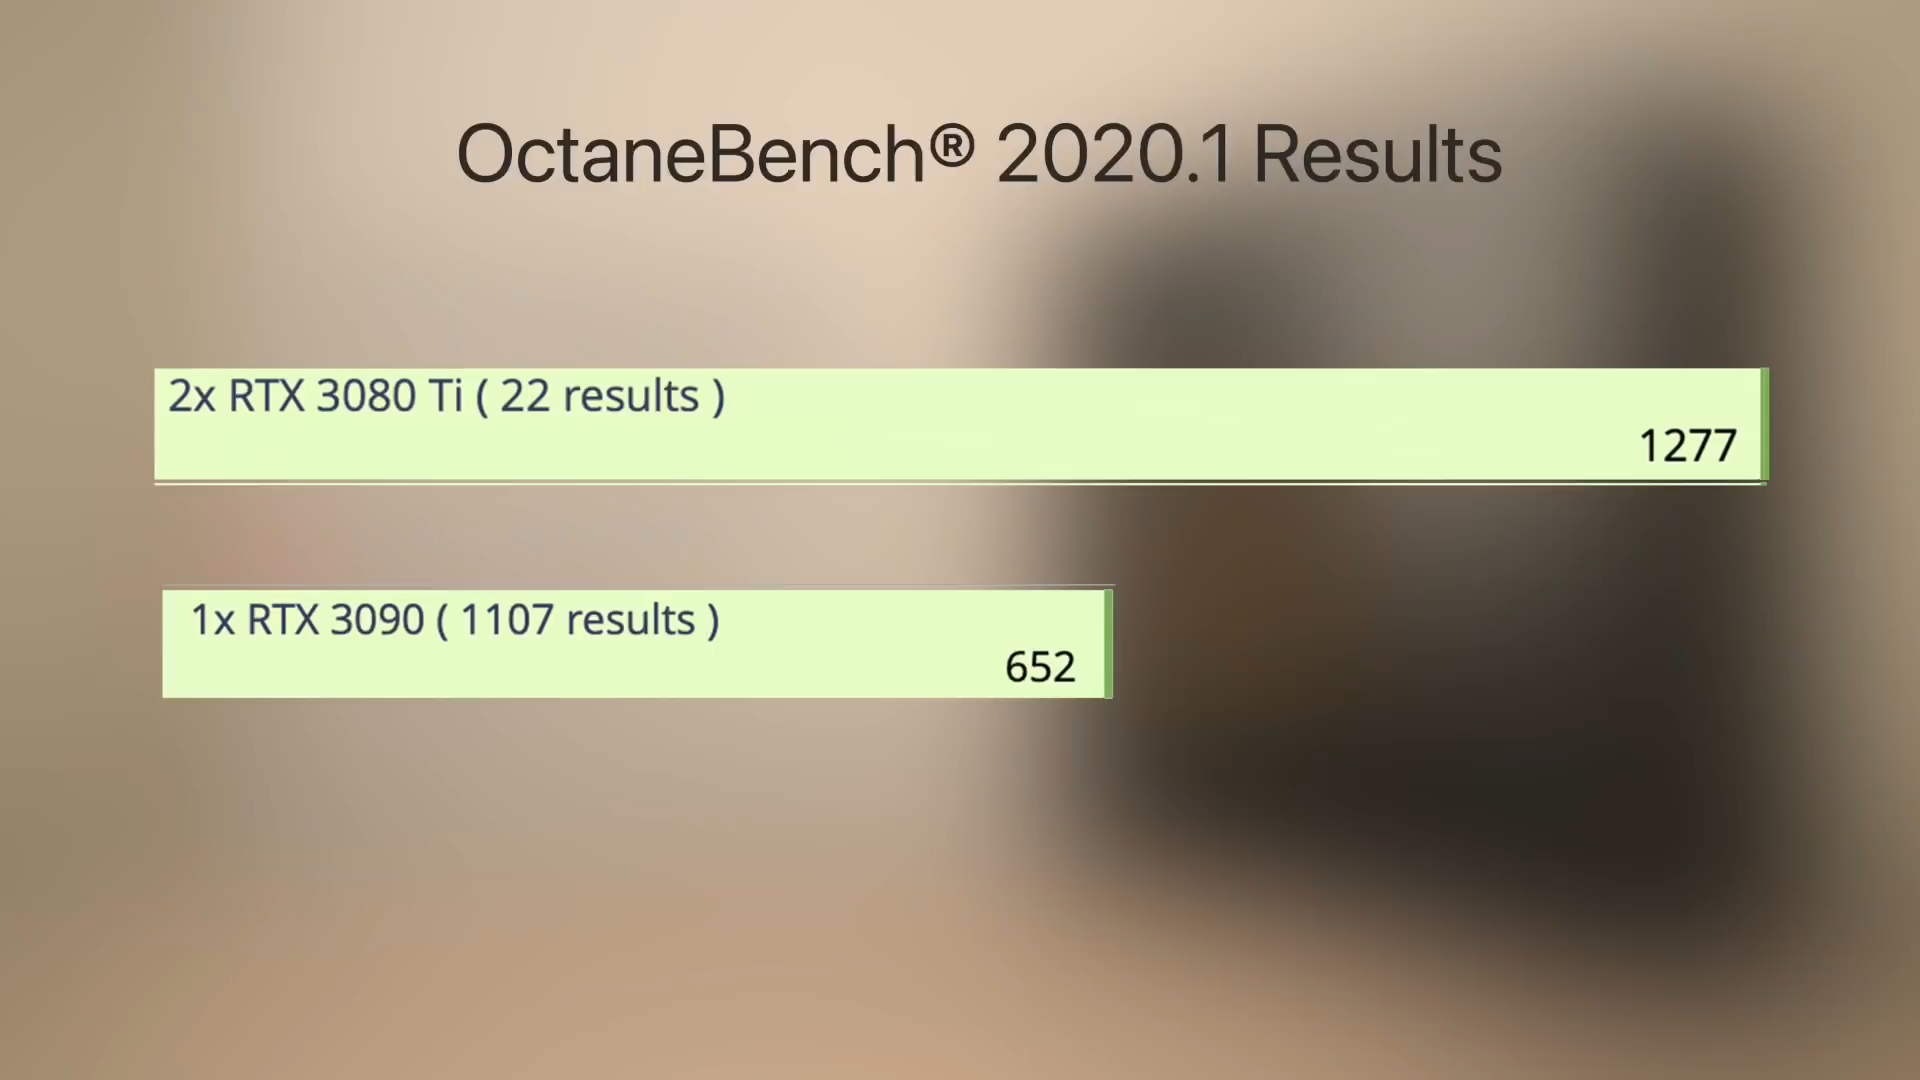 OctaneBench® 2020.1 Results
2x RTX 3080 Ti ( 22 results )
1277
1x RTX 3090 ( 1107 results )
652